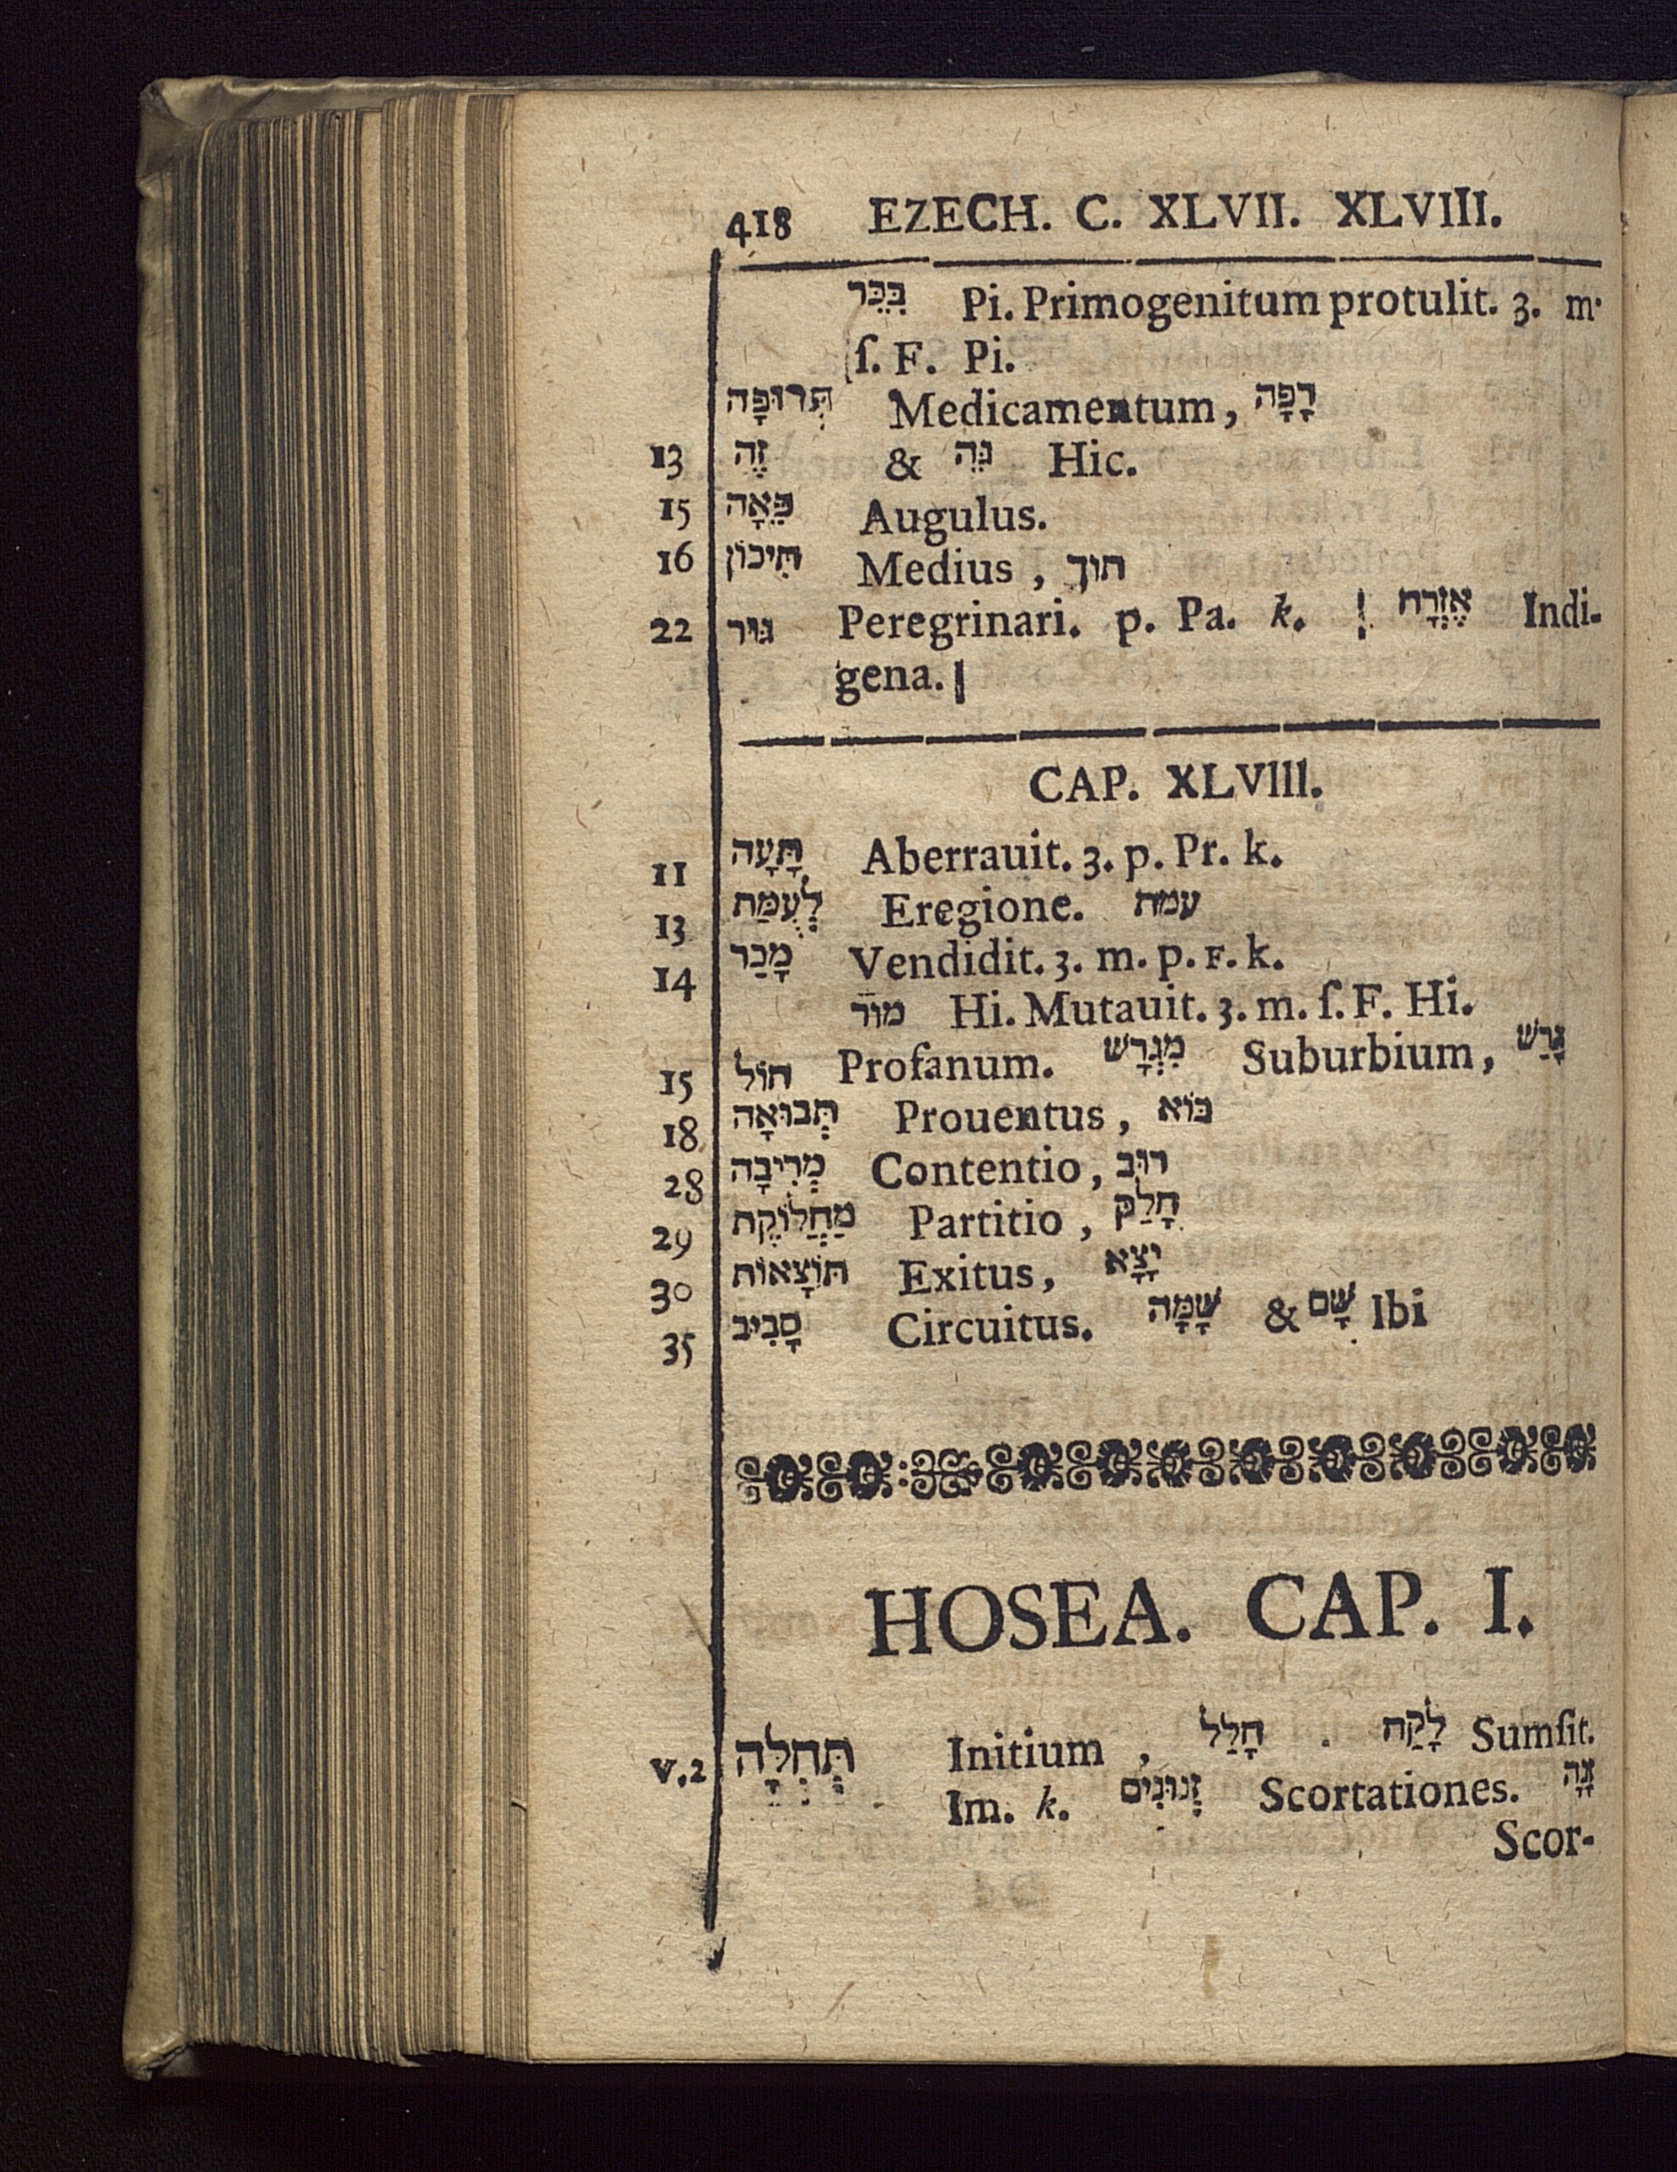 418 EZECH. C. XLVII. XLVIII.
בִּכֵּר Pi. Primogenitum protulit. 3. m.
ſ. F. Pi.
תְּרוּפָּה Medicamentum, רָפָּה
13 זֶה & גֵּה Hic.
15 פֵּאָה Augulus.
16 תִּיכוֹן Medius, תוך
22 גּוּר Peregrinari. p. Pa. k. אֶזְרָח Indi-
gena.
CAP. XLVIII.
11 תָּעָה Aberrauit. 3. p. Pr. k.
13 לְעֻמַּת Eregione. עמת
14 מָכַר Vendidit. 3. m. p. F. k.
מור Hi. Mutauit. 3. m. ſ. F. Hi.
15 חוֹל Profanum. מִגְרָשׁ Suburbium, גָרַשׁ
18 תְּבוּאָה Prouentus, בּוֹא
28 מְרִיבָה Contentio, רוּב
29 מַחֲלוֹקֶת Partitio, חָלַק
30 תּוֹצָאוֹת Exitus, יָצָא
35 סָבִיב Circuitus. שָׁמָּה & שָׁם Ibi
HOSEA. CAP. I.
v.2 תְּחִלָּה Initium, חָלַל . לָקַח Sumſit.
Im. k. זְנוּנִים Scortationes. זָנָה
Scor-